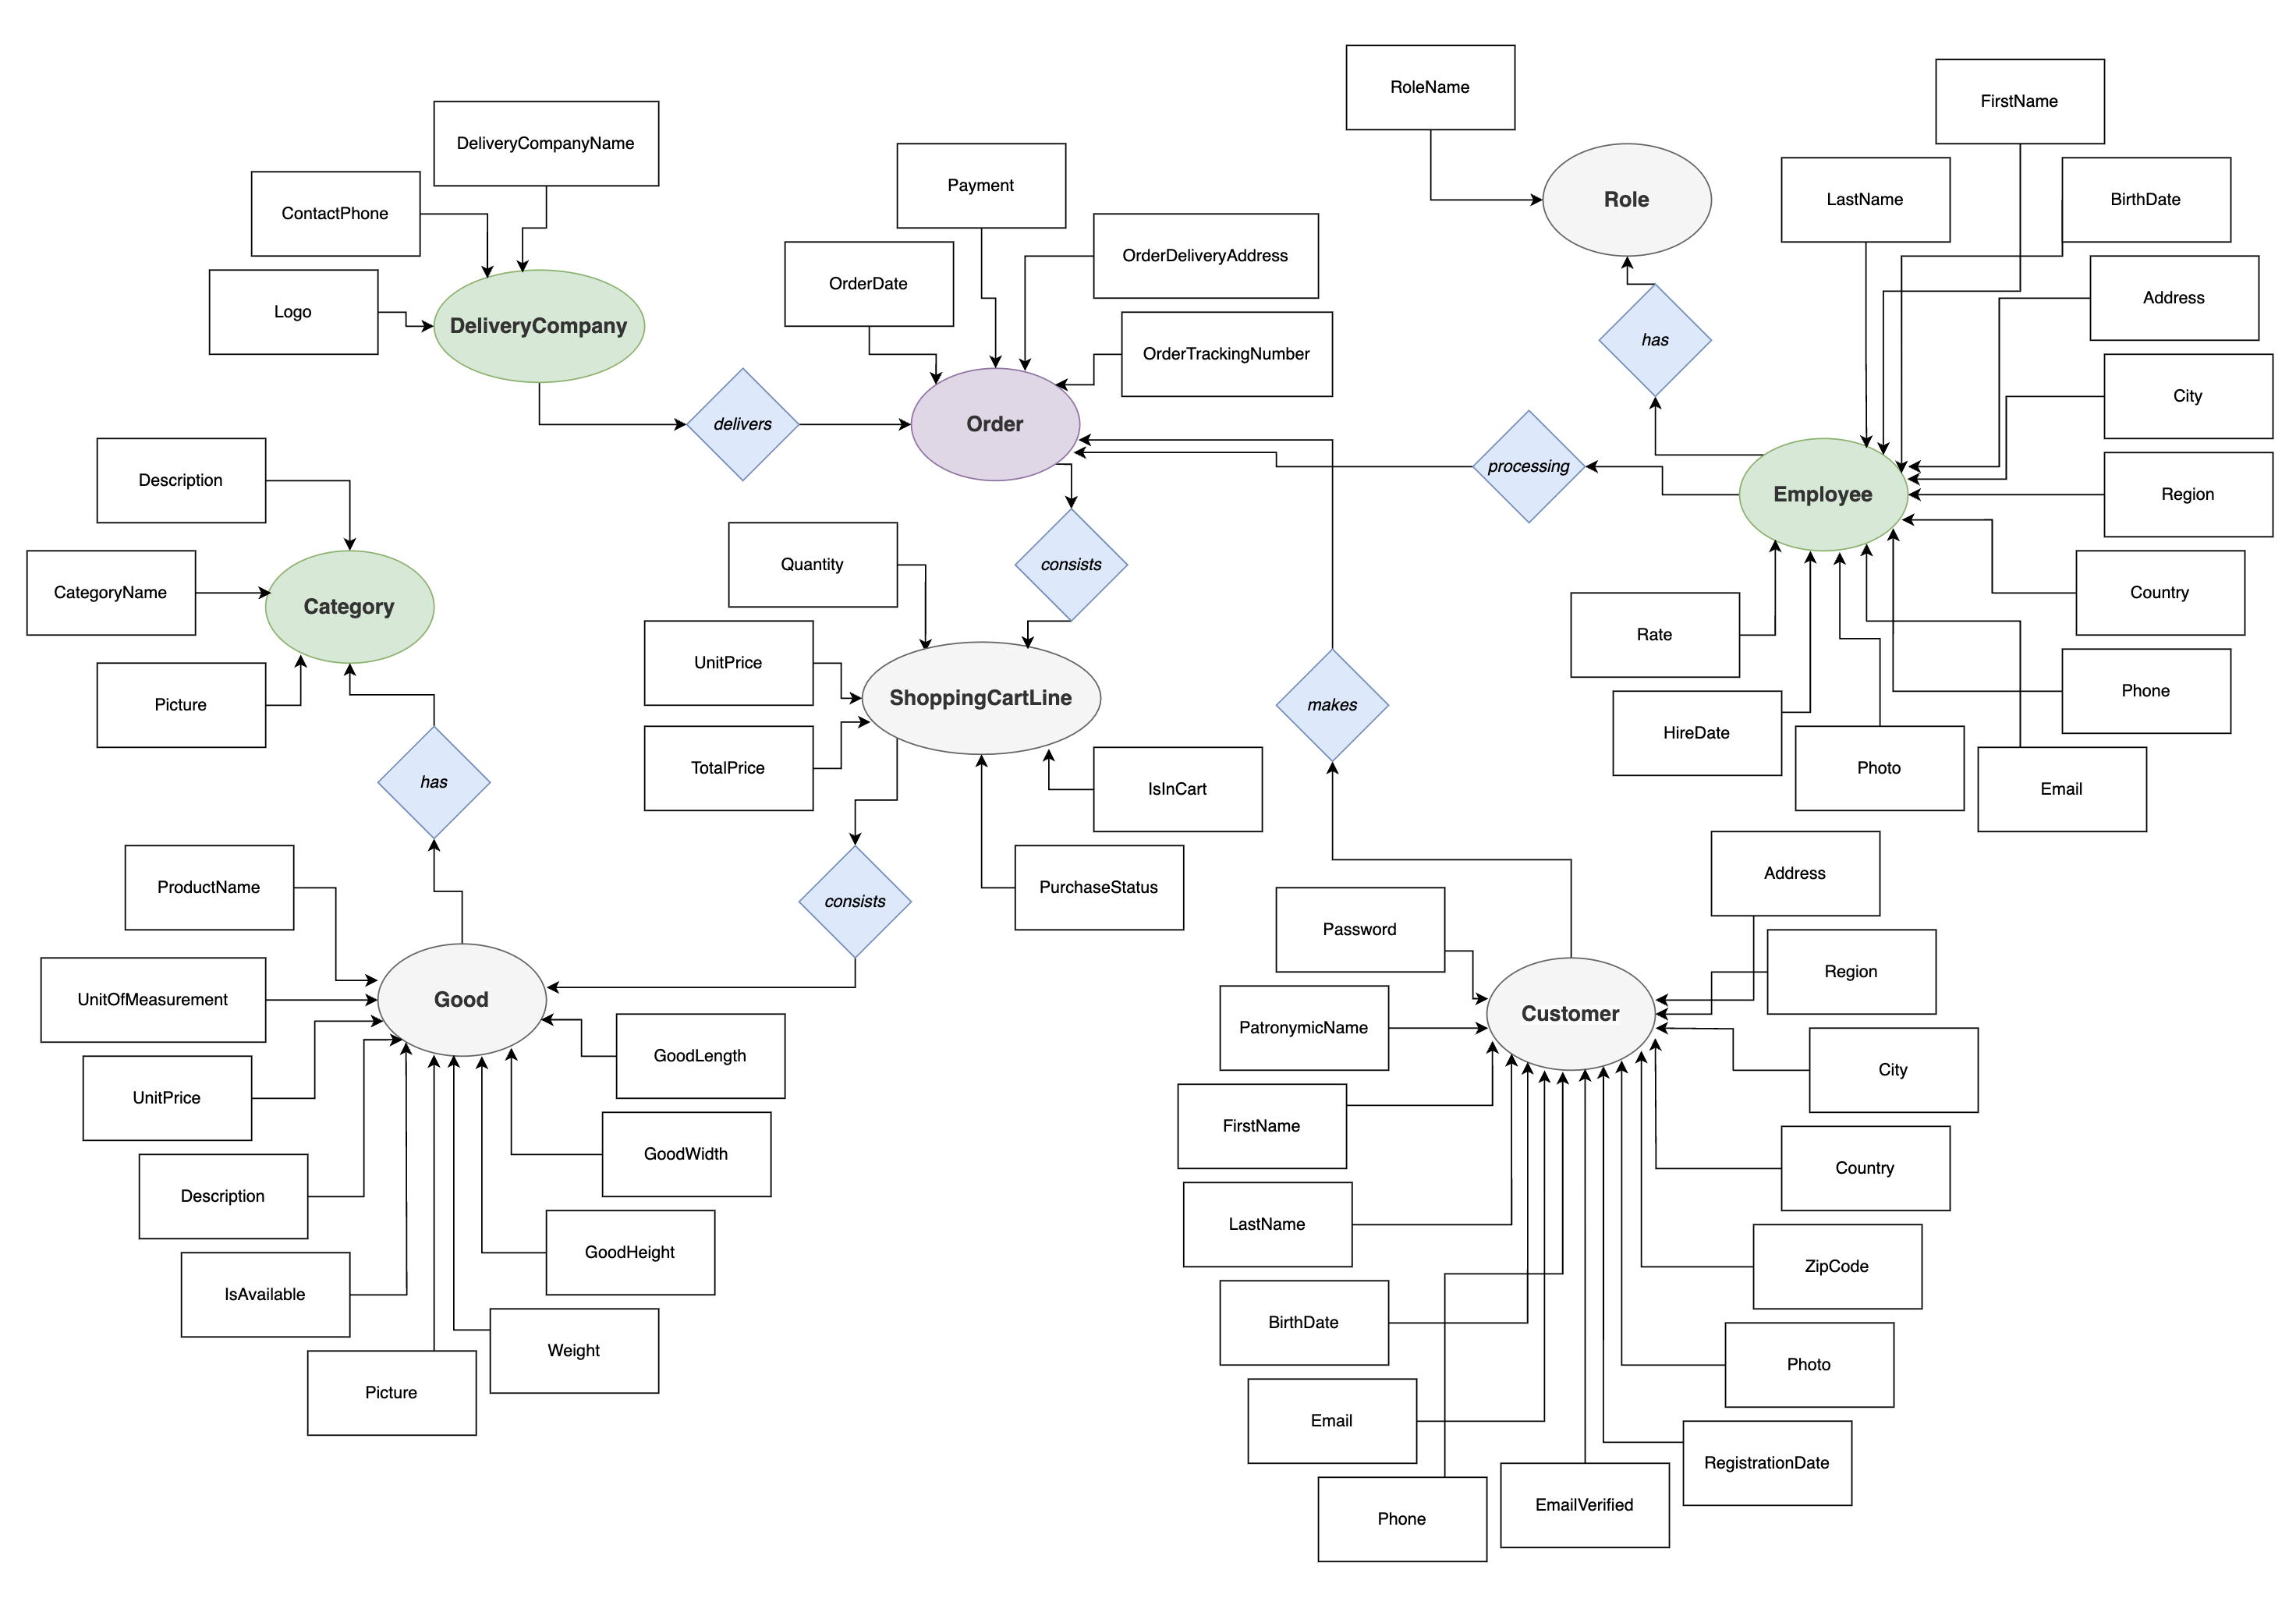 RoleName
FirstName
DeliveryCompanyName
Payment
LastName
BirthDate
Role
ContactPhone
OrderDeliveryAddress
OrderDate
Address
Logo
DeliveryCompany
has
OrderTrackingNumber
City
delivers
Order
processing
Description
Employee
Region
Quantity
consists
CategoryName
Category
Country
Rate
UnitPrice
ShoppingCartLine
makes
Phone
Picture
HireDate
TotalPrice
Photo
has
IsInCart
Email
Address
ProductName
consists
PurchaseStatus
Password
Region
UnitOfMeasurement
Good
Customer
PatronymicName
GoodLength
City
UnitPrice
FirstName
GoodWidth
Country
Description
LastName
GoodHeight
ZipCode
IsAvailable
BirthDate
Weight
Photo
Picture
Email
RegistrationDate
EmailVerified
Phone